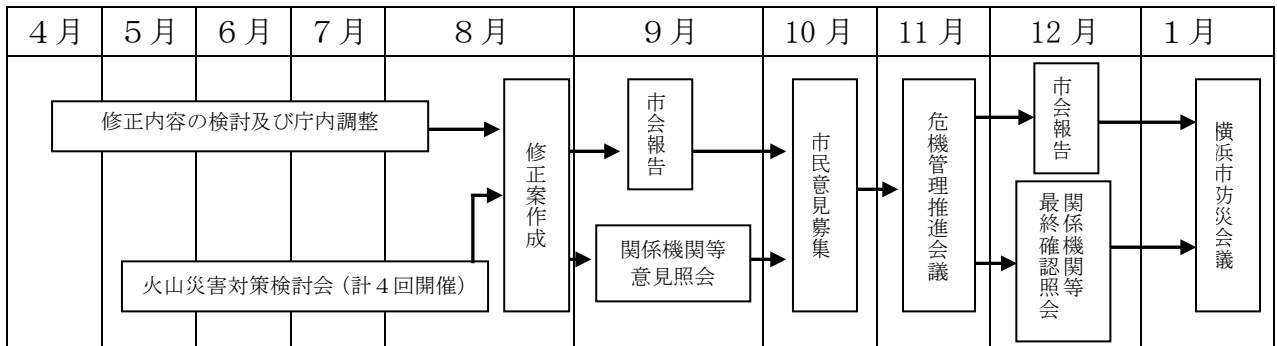 ４月 ５月 ６月 ７月 ８月 ９月 10月 11月 12月 １月
修正内容の検討及び庁内調整
火山災害対策検討会（計４回開催）
修正案作成
市会報告
関係機関等
意見照会
市民意見募集
危機管理推進会議
市会報告
関係機関等
最終確認照会
横浜市防災会議